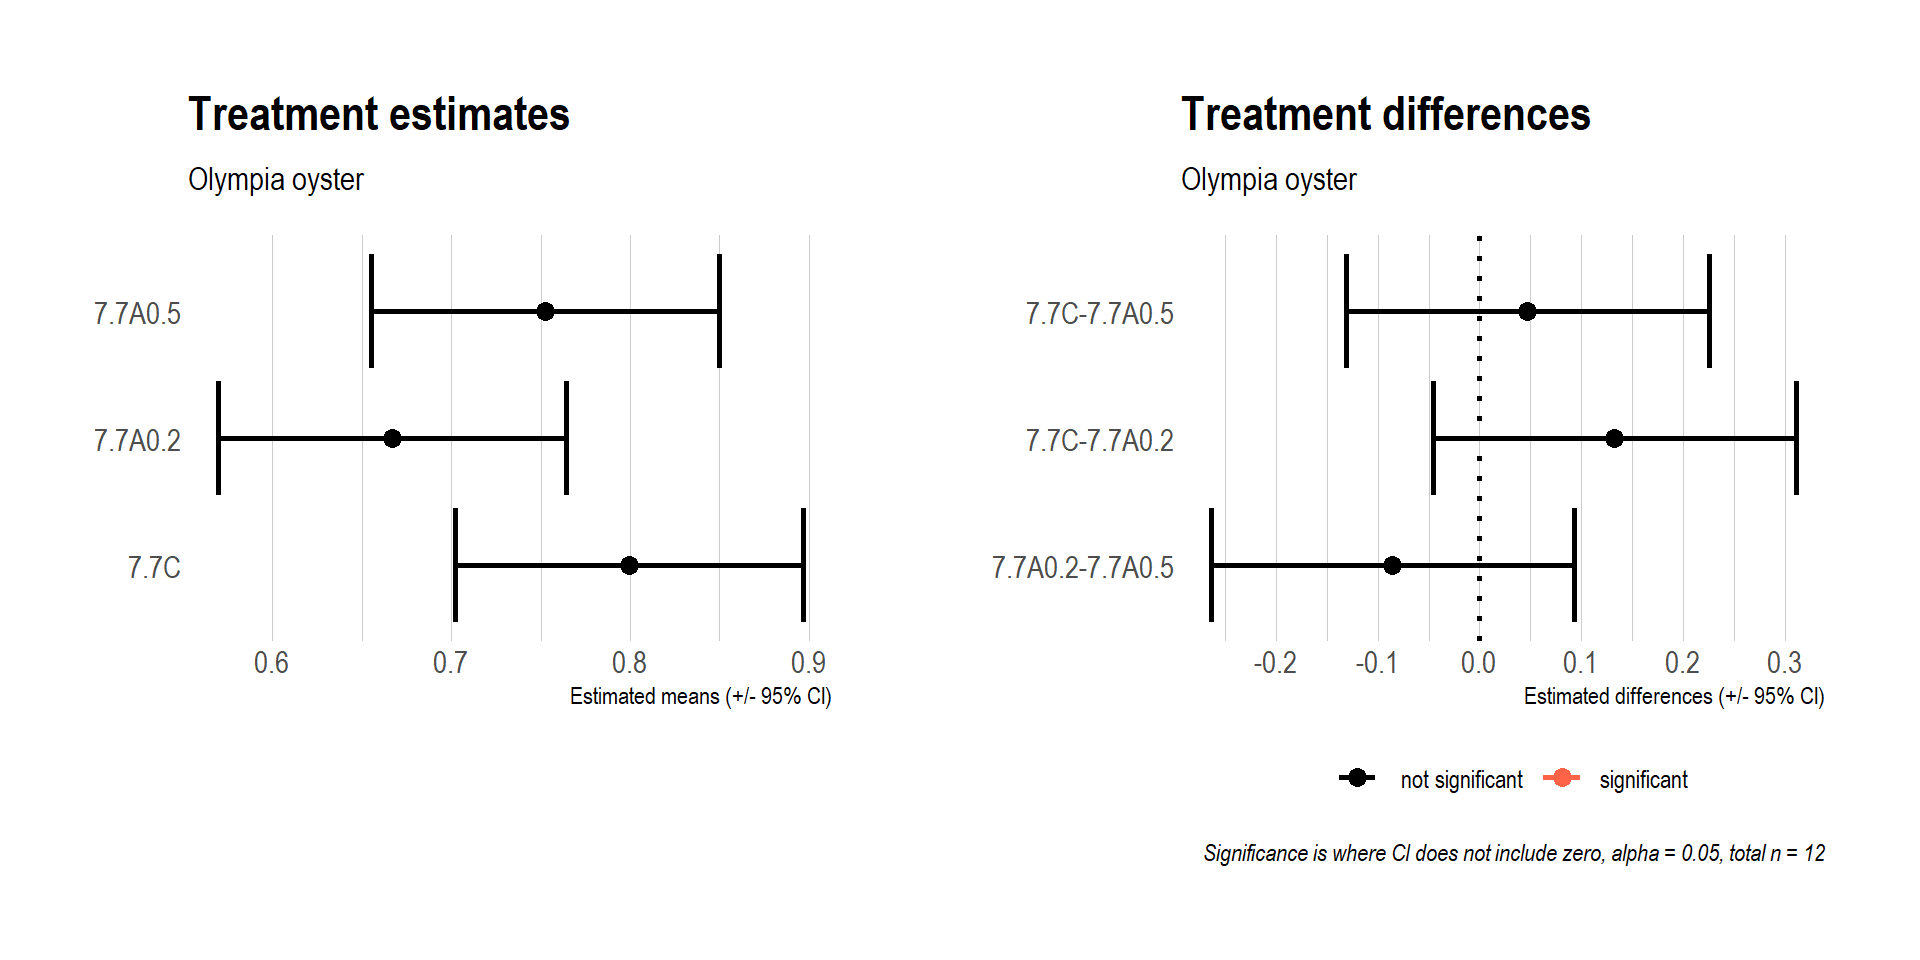 Treatment estimates
Olympia oyster
7.7A0.5
7.7A0.2
7.7C
0.6 0.7 0.8 0.9
Estimated means (+/- 95% CI)
Treatment differences
Olympia oyster
7.7C-7.7A0.5
7.7C-7.7A0.2
7.7A0.2-7.7A0.5
-0.2 -0.1 0.0 0.1 0.2 0.3
Estimated differences (+/- 95% CI)
not significant significant
Significance is where CI does not include zero, alpha = 0.05, total n = 12